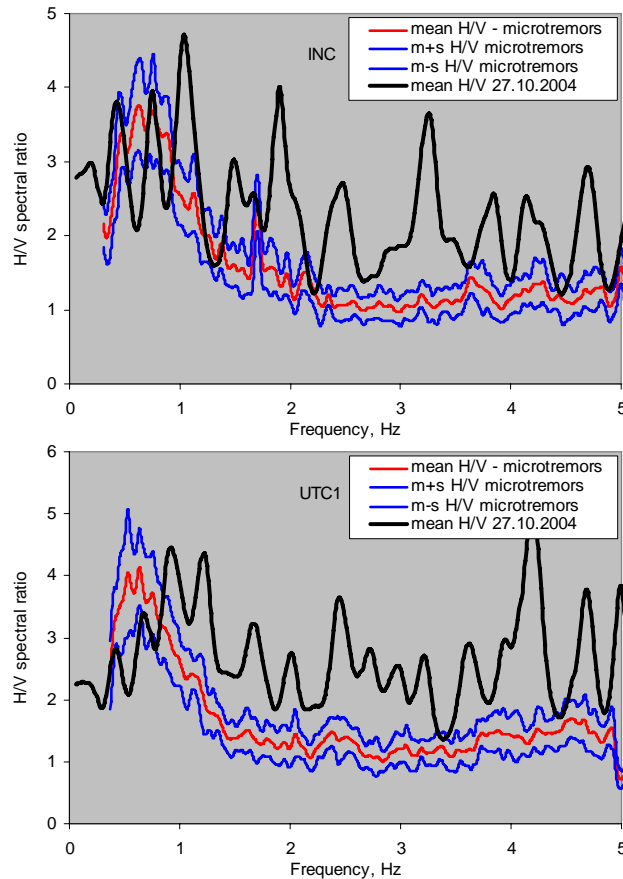 5
4
3
2
1
0
H/V spectral ratio
INC
mean H/V - microtremors
m+s H/V microtremors
m-s H/V microtremors
mean H/V 27.10.2004
0 1 2 3 4 5
Frequency, Hz
6
5
4
3
2
1
0
H/V spectral ratio
UTC1
mean H/V - microtremors
m+s H/V microtremors
m-s H/V microtremors
mean H/V 27.10.2004
0 1 2 3 4 5
Frequency, Hz